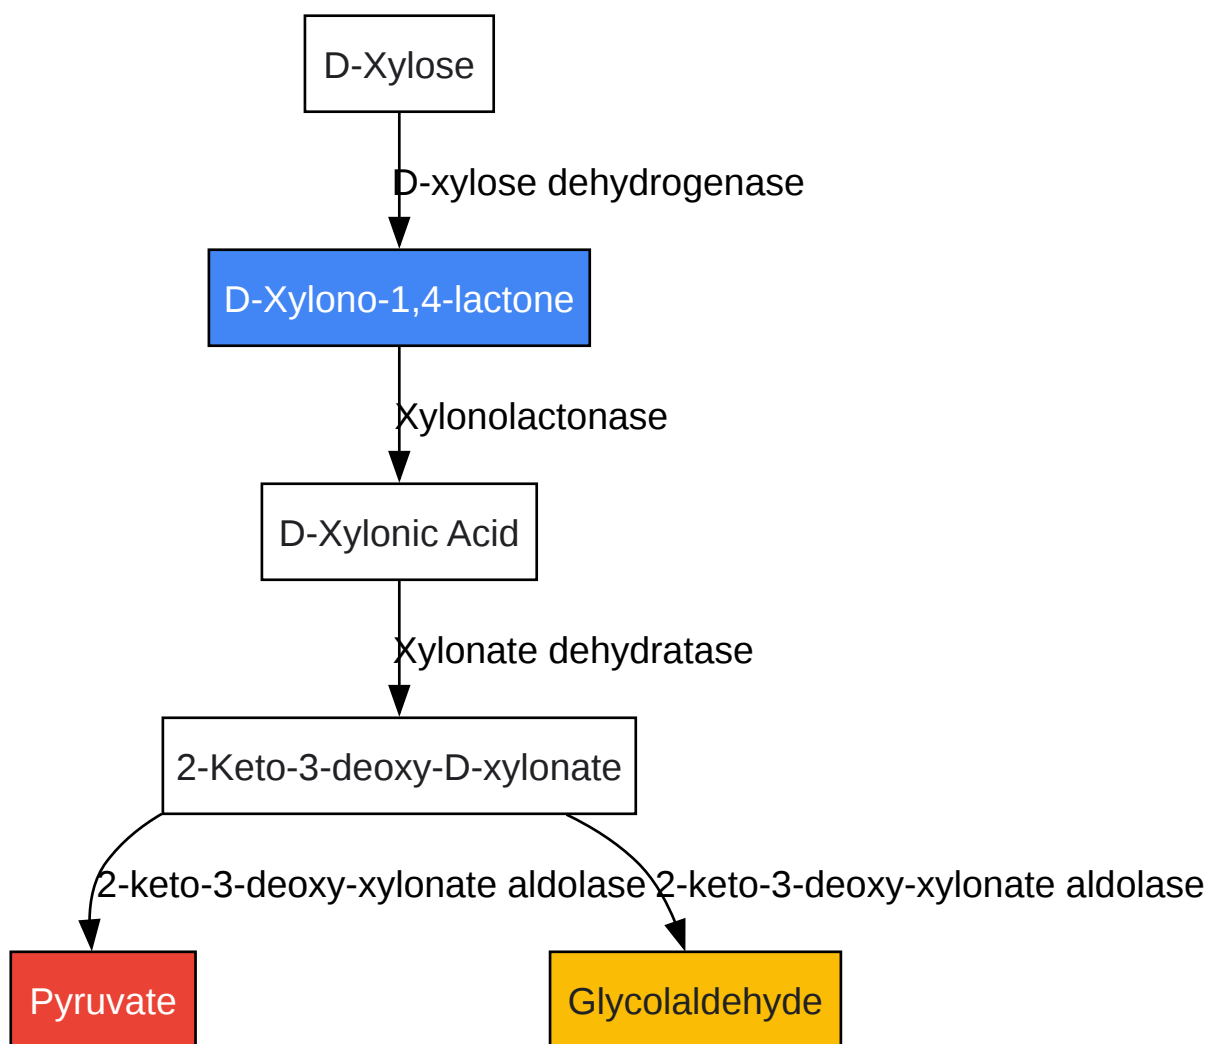 D-Xylose
D-xylose dehydrogenase
D-Xylono-1,4-lactone
Xylonolactonase
D-Xylonic Acid
Xylonate dehydratase
2-Keto-3-deoxy-D-xylonate
2-keto-3-deoxy-xylonate aldolase
2-keto-3-deoxy-xylonate aldolase
Pyruvate
Glycolaldehyde